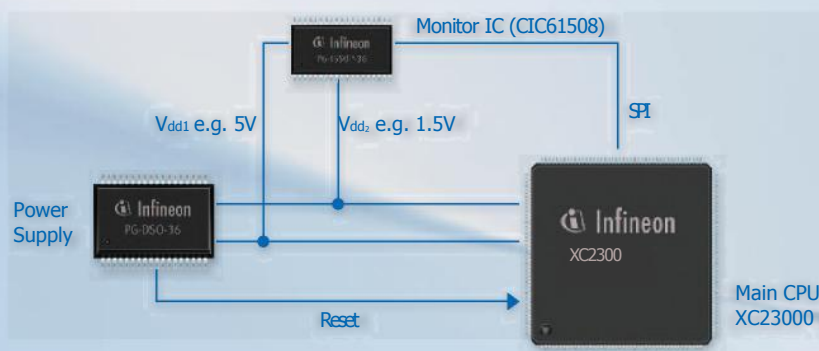 Monitor IC (CIC61508)
Infineon
Vdd1 e.g. 5V
Vdd2 e.g. 1.5V
SPI
Power
Supply
Infineon
PG-DSO-36
Infineon
XC2300
Main CPU
XC23000
Reset